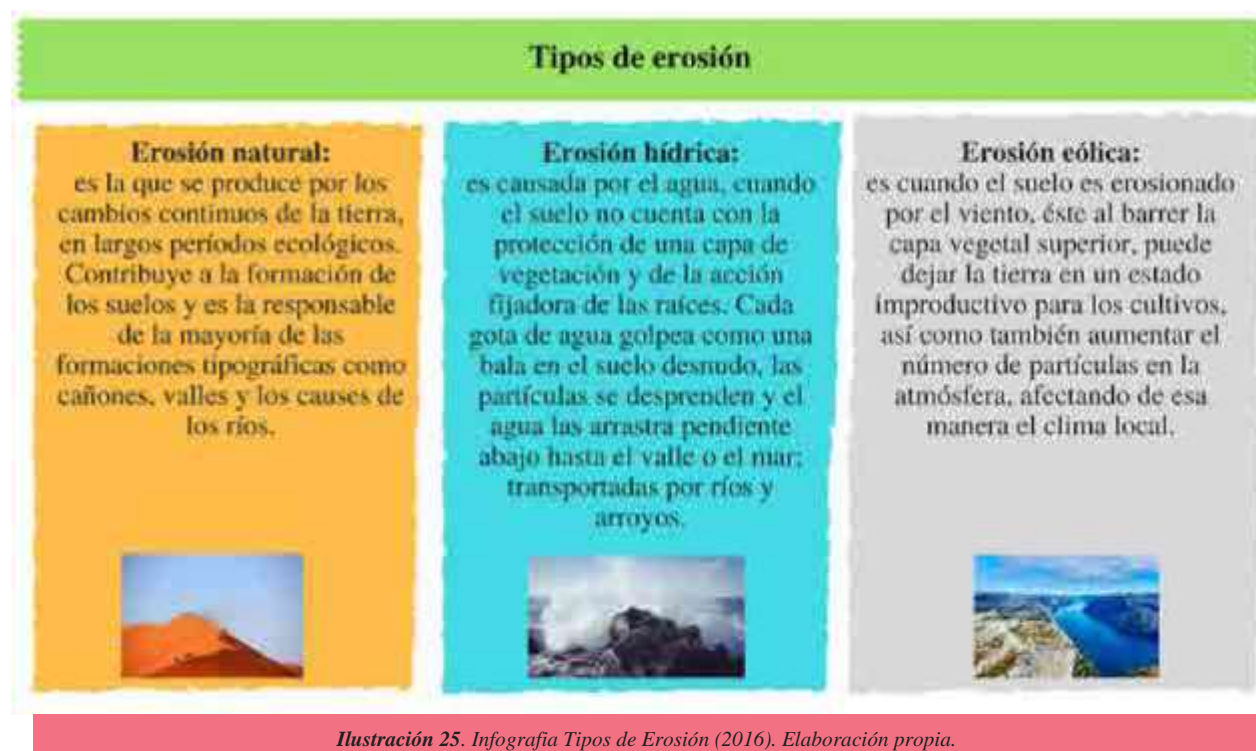 Tipos de erosión
Erosión natural:
es la que se produce por los
cambios continuos de la tierra,
en largos períodos ecológicos.
Contribuye a la formación de
los suelos y es la responsable
de la mayoría de las
formaciones tipográficas como
cañones, valles y los causes de
los ríos.
Erosión hídrica:
es causada por el agua, cuando
el suelo no cuenta con la
protección de una capa de
vegetación y de la acción
fijadora de las raíces. Cada
gota de agua golpea como una
bala en el suelo desnudo, las
partículas se desprenden y el
agua las arrastra pendiente
abajo hasta el valle o el mar;
transportadas por ríos y
arroyos.
Erosión eólica:
es cuando el suelo es erosionado
por el viento, éste al barrer la
capa vegetal superior, puede
dejar la tierra en un estado
improductivo para los cultivos,
así como también aumentar el
número de partículas en la
atmósfera, afectando de esa
manera el clima local.
Ilustración 25. Infografia Tipos de Erosión (2016). Elaboración propia.